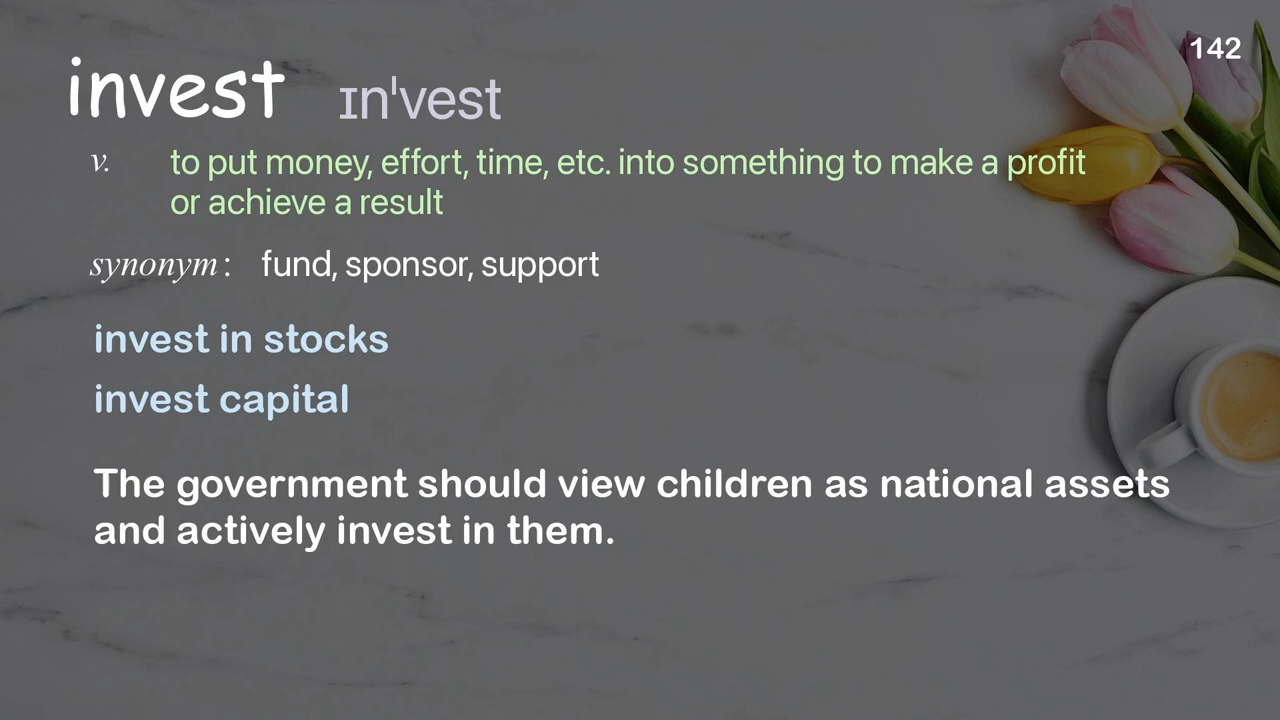 142
invest ɪn'vest
v. to put money, effort, time, etc. into something to make a profit
or achieve a result
synonym : fund, sponsor, support
invest in stocks
invest capital
The government should view children as national assets
and actively invest in them.